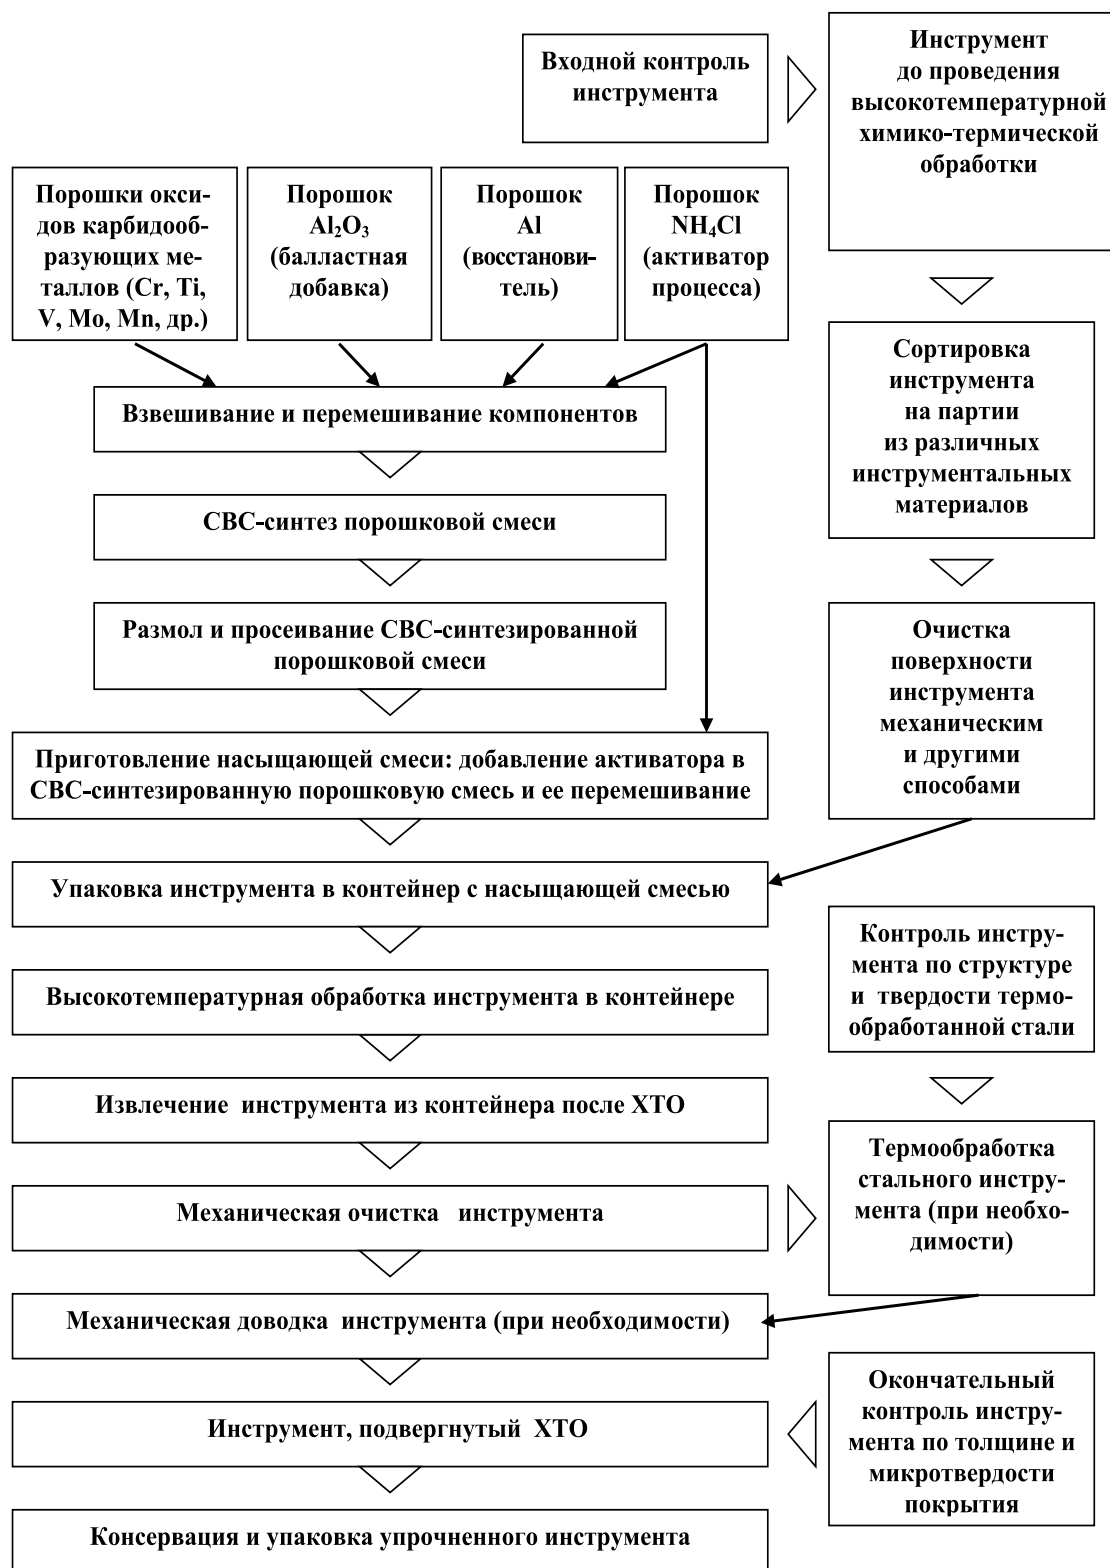 Входной контроль
инструмента
Инструмент
до проведения
высокотемпературной
химико-термической
обработки
Порошки окси-
дов карбидооб-
разующих ме-
таллов (Cr, Ti,
V, Mo, Mn, др.)
Порошок
Al₂O₃
(балластная
добавка)
Порошок
Al
(восстанови-
тель)
Порошок
NH₄Cl
(активатор
процесса)
Сортировка
инструмента
на партии
из различных
инструментальных
материалов
Взвешивание и перемешивание компонентов
СВС-синтез порошковой смеси
Размол и просеивание СВС-синтезированной
порошковой смеси
Очистка
поверхности
инструмента
механическим
и другими
способами
Приготовление насыщающей смеси: добавление активатора в
СВС-синтезированную порошковую смесь и ее перемешивание
Упаковка инструмента в контейнер с насыщающей смесью
Контроль инстру-
мента по структуре
и твердости термо-
обработанной стали
Высокотемпературная обработка инструмента в контейнере
Извлечение инструмента из контейнера после ХТО
Термообработка
стального инстру-
мента (при необхо-
димости)
Механическая очистка инструмента
Механическая доводка инструмента (при необходимости)
Окончательный
контроль инстру-
мента по толщине и
микротвердости
покрытия
Инструмент, подвергнутый ХТО
Консервация и упаковка упрочненного инструмента